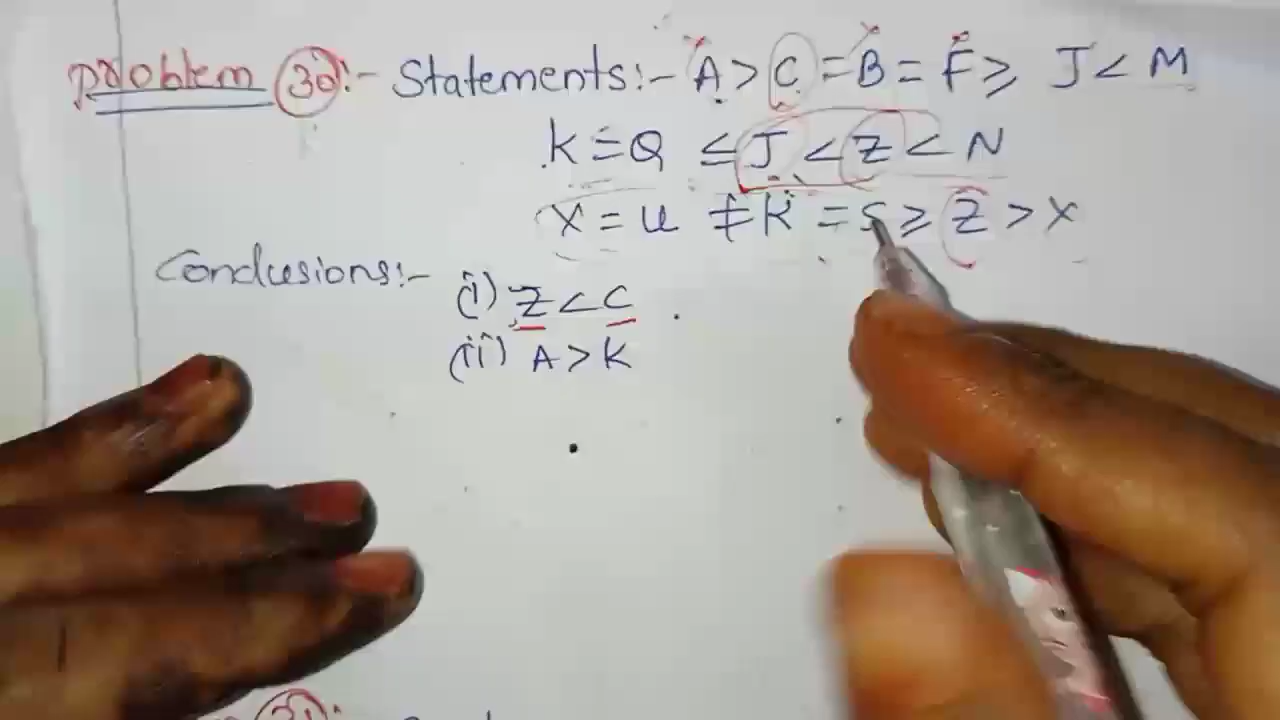 Problem 30:- Statements:- A > C = B = F ≥ J < M
K = Q ≤ J < Z < N
X = U ≠ K = S ≥ Z > X
Conclusions:-
(i) Z < C
(ii) A > K